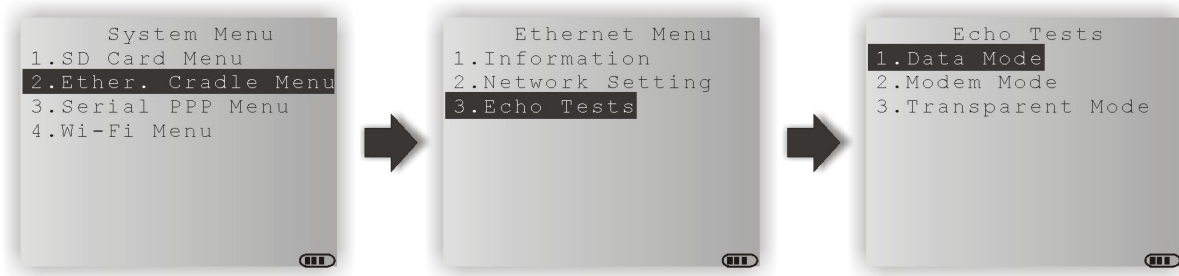 System Menu
1.SD Card Menu
2.Ether. Cradle Menu
3.Serial PPP Menu
4.Wi-Fi Menu
Ethernet Menu
1.Information
2.Network Setting
3.Echo Tests
Echo Tests
1.Data Mode
2.Modem Mode
3.Transparent Mode